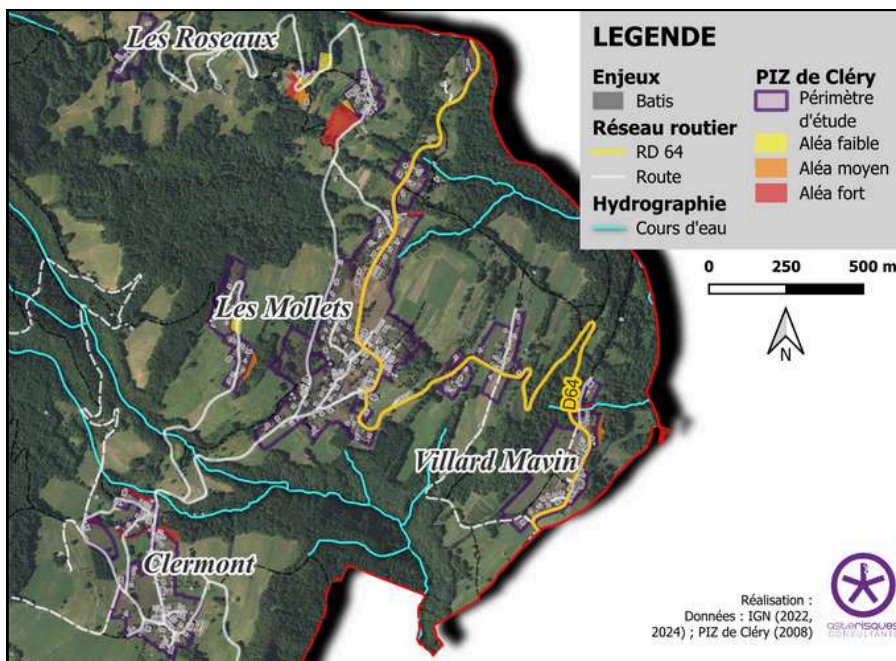 Les Roseaux
Les Mollets
Villard Mavin
Clermont
D64
LEGENDE
Enjeux
Batis
Réseau routier
RD 64
Route
Hydrographie
Cours d'eau
PIZ de Cléry
Périmètre
d'étude
Aléa faible
Aléa moyen
Aléa fort
0 250 500 m
N
Réalisation :
Données : IGN (2022,
2024) ; PIZ de Cléry (2008)
asterisques
CONSULTANTS